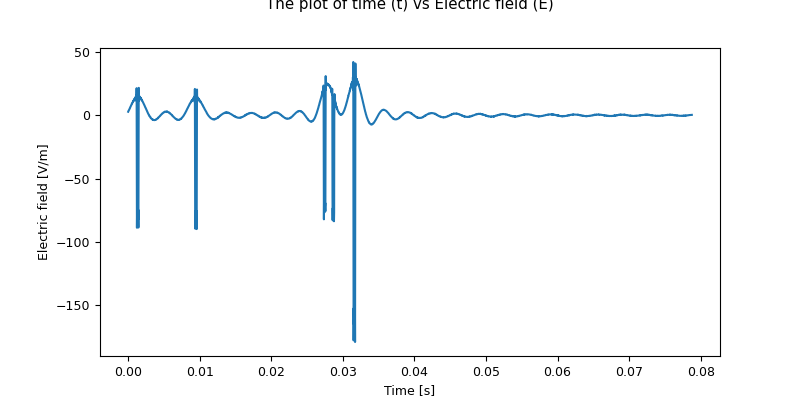 The plot of time (t) vs Electric field (E)
50
0
−50
−100
−150
Electric field [V/m]
0.00 0.01 0.02 0.03 0.04 0.05 0.06 0.07 0.08
Time [s]